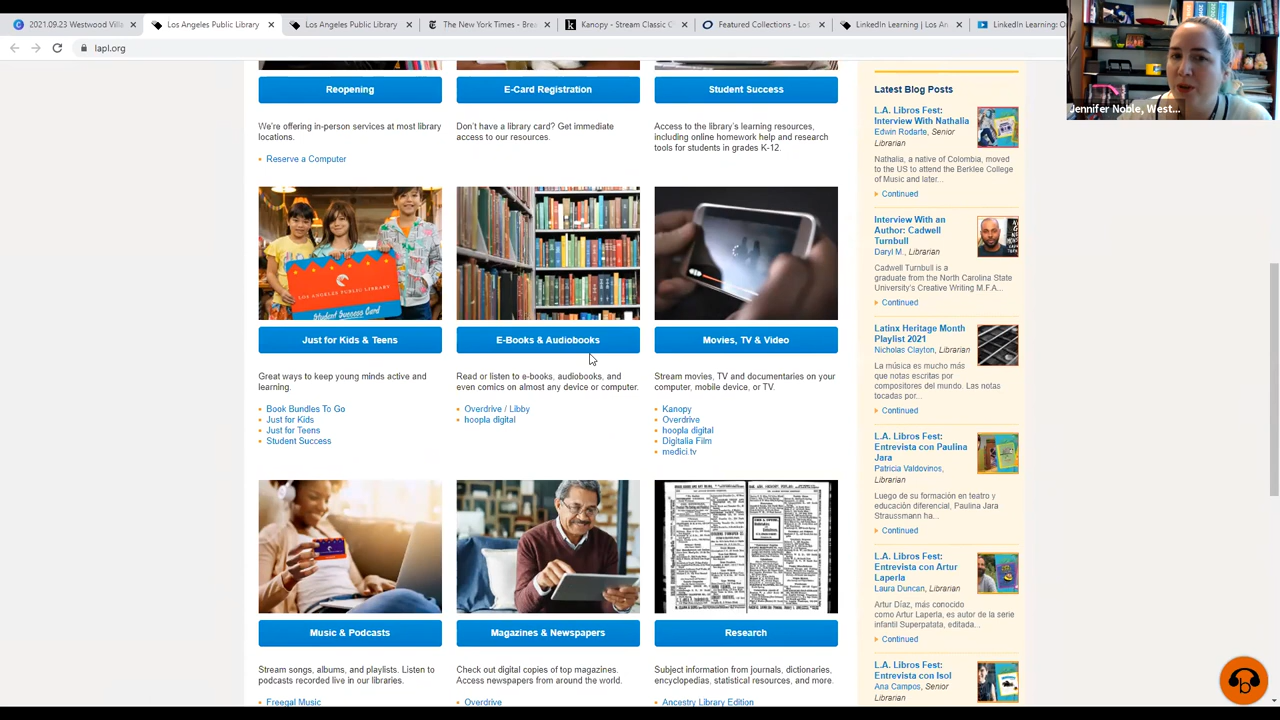 2021.09.23 Westwood Villa
Los Angeles Public Library
Los Angeles Public Library
The New York Times - Brea
Kanopy - Stream Classic C
Featured Collections - Los
LinkedIn Learning | Los An
LinkedIn Learning: O
lapl.org
Jennifer Noble, West...
Reopening
We're offering in-person services at most library
locations.
Reserve a Computer
E-Card Registration
Don't have a library card? Get immediate
access to our resources.
Student Success
Access to the library's learning resources,
including online homework help and research
tools for students in grades K-12.
LOS ANGELES PUBLIC LIBRARY
Student Success Card
Just for Kids & Teens
Great ways to keep young minds active and
learning.
Book Bundles To Go
Just for Kids
Just for Teens
Student Success
E-Books & Audiobooks
Read or listen to e-books, audiobooks, and
even comics on almost any device or computer.
Overdrive / Libby
hoopla digital
Movies, TV & Video
Stream movies, TV and documentaries on your
computer, mobile device, or TV.
Kanopy
Overdrive
hoopla digital
Digitalia Film
medici.tv
Music & Podcasts
Stream songs, albums, and playlists. Listen to
podcasts recorded live in our libraries.
Freegal Music
Magazines & Newspapers
Check out digital copies of top magazines.
Access newspapers from around the world.
Overdrive
Research
Subject information from journals, dictionaries,
encyclopedias, statistical resources, and more.
Ancestry Library Edition
Latest Blog Posts
L.A. Libros Fest:
Interview With Nathalia
Edwin Rodarte, Senior
Librarian
Nathalia, a native of Colombia, moved
to the US to attend the Berklee College
of Music and later...
Continued
Interview With an
Author: Cadwell
Turnbull
Daryl M., Librarian
Cadwell Turnbull is a
graduate from the North Carolina State
University's Creative Writing M.F.A...
Continued
Latinx Heritage Month
Playlist 2021
Nicholas Clayton, Librarian
La música es mucho más
que notas escritas por
compositores del mundo. Las notas
tocadas por...
Continued
L.A. Libros Fest:
Entrevista con Paulina
Jara
Patricia Valdovinos,
Librarian
Luego de su formación en teatro y
educación diferencial, Paulina Jara
Straussmann ha...
Continued
L.A. Libros Fest:
Entrevista con Artur
Laperla
Laura Duncan, Librarian
Artur Díaz, más conocido
como Artur Laperla, es autor de la serie
infantil Superpatata, editada...
Continued
L.A. Libros Fest:
Entrevista con Isol
Ana Campos, Senior
Librarian